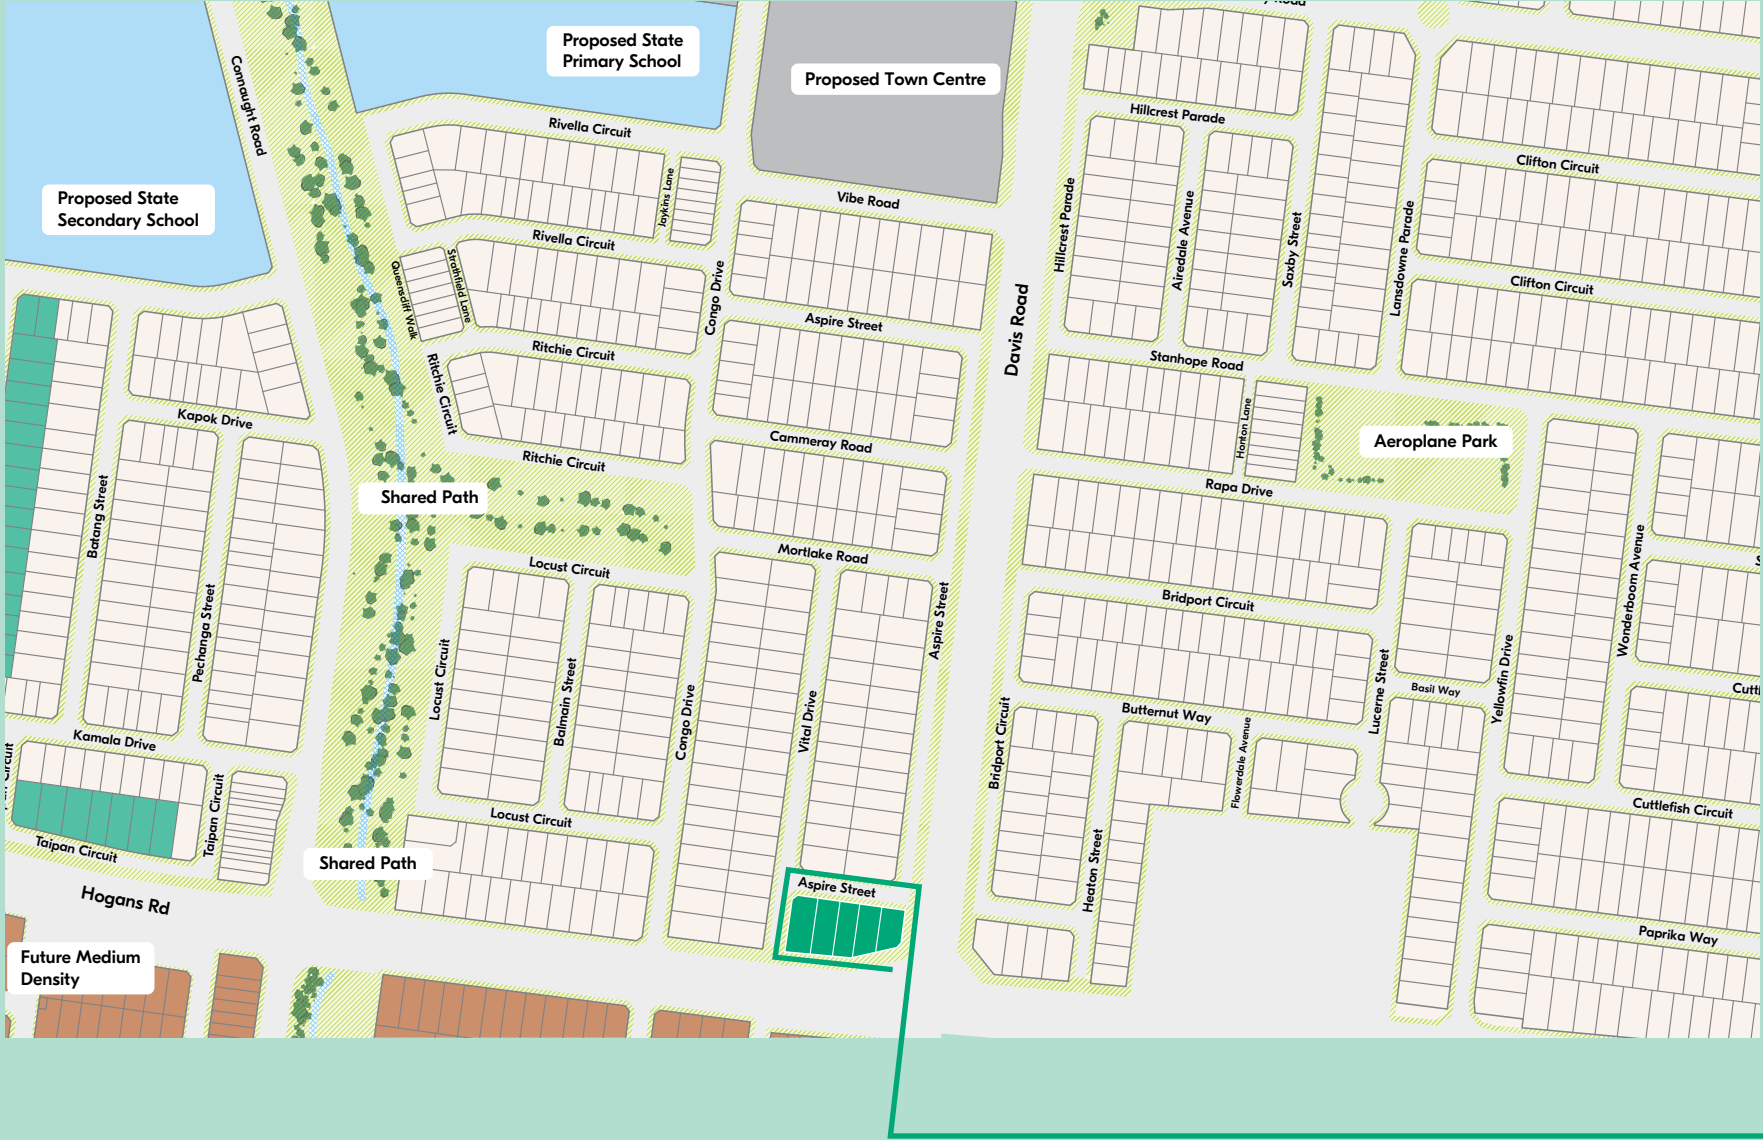 Proposed State
Primary School
Proposed Town Centre
Connaught Road
Rivella Circuit
Hillcrest Parade
Clifton Circuit
Proposed State
Secondary School
Jaykins Lane
Vibe Road
Hillcrest Parade
Airedale Avenue
Saxby Street
Lansdowne Parade
Rivella Circuit
Queenscliff Walk
Strathfield Lane
Congo Drive
Clifton Circuit
Aspire Street
Davis Road
Ritchie Circuit
Ritchie Circuit
Stanhope Road
Kapok Drive
Honton Lane
Aeroplane Park
Cammeray Road
Ritchie Circuit
Shared Path
Rapa Drive
Batang Street
Mortlake Road
Locust Circuit
Wonderboom Avenue
Pechanga Street
Aspire Street
Bridport Circuit
Locust Circuit
Balmain Street
Congo Drive
Vital Drive
Lucerne Street
Yellowfin Drive
Basil Way
Butternut Way
Bridport Circuit
Flowerdale Avenue
Kamala Drive
Taipan Circuit
Locust Circuit
Cuttlefish Circuit
Taipan Circuit
Shared Path
Heaton Street
Aspire Street
Hogans Rd
Paprika Way
Future Medium
Density